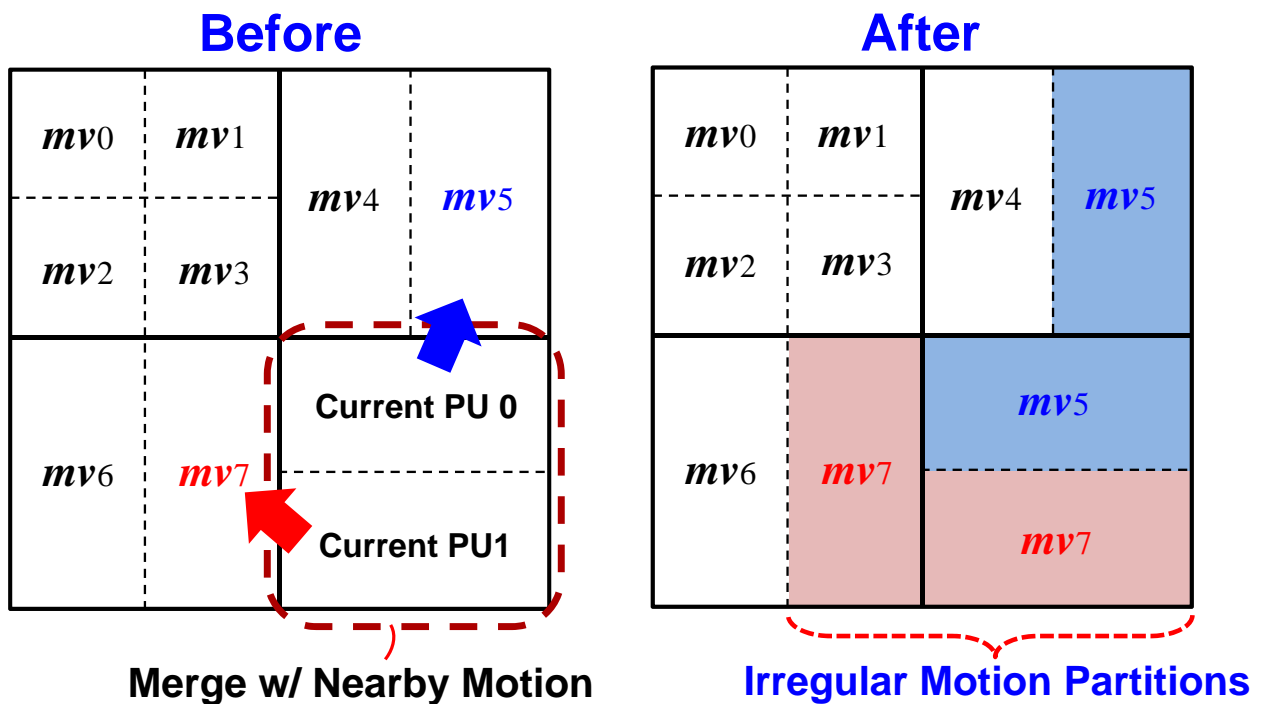 Before
After
mv0 mv1
mv4 mv5
mv2 mv3
Current PU 0
mv6 mv7
Current PU1
Merge w/ Nearby Motion
mv0 mv1
mv4 mv5
mv2 mv3
mv5
mv6 mv7
mv7
Irregular Motion Partitions